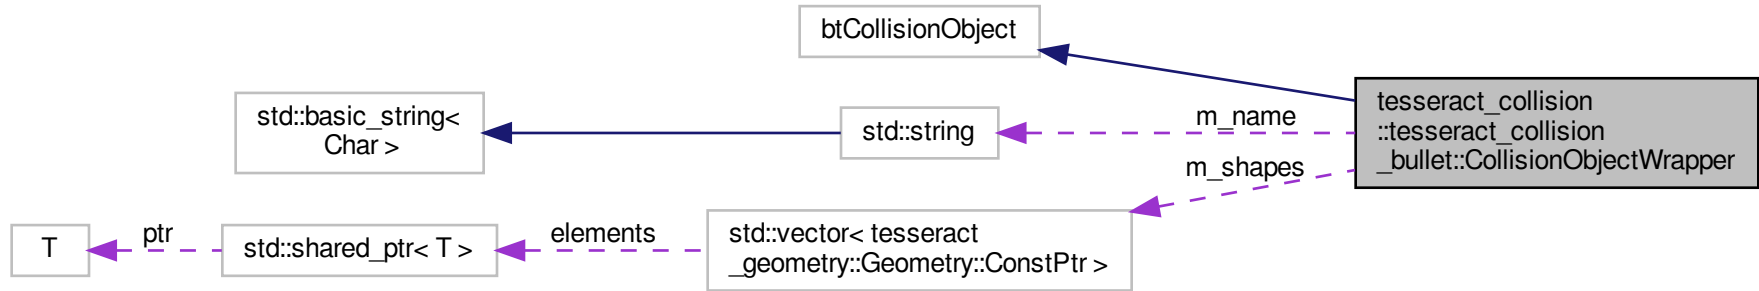 btCollisionObject
tesseract_collision
::tesseract_collision
_bullet::CollisionObjectWrapper
std::basic_string<
Char >
std::string
m_name
m_shapes
T
ptr
std::shared_ptr< T >
elements
std::vector< tesseract
_geometry::Geometry::ConstPtr >